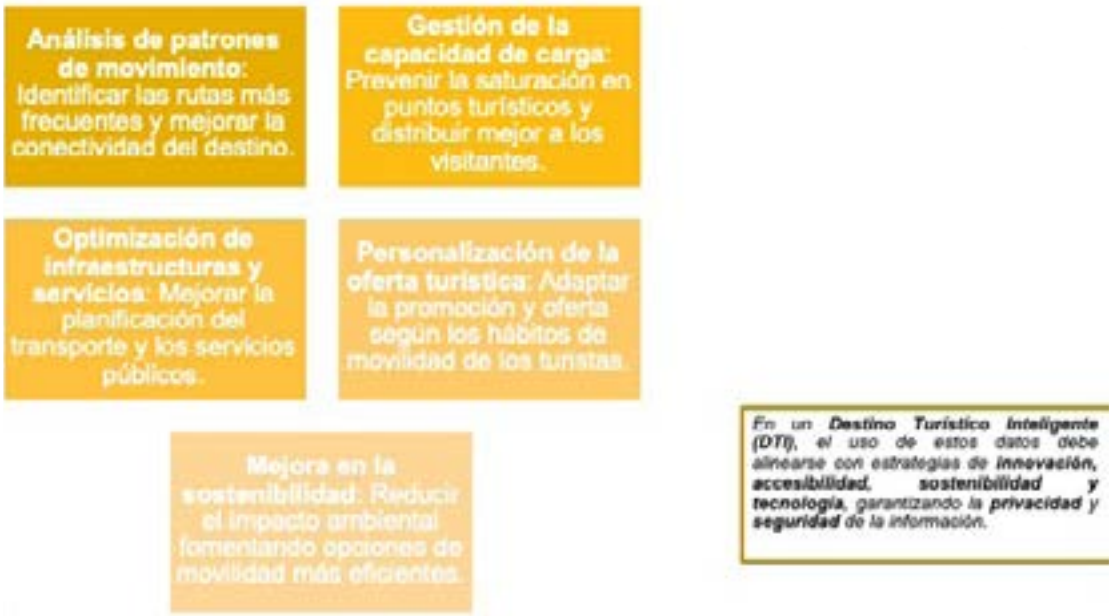 Análisis de patrones
de movimiento:
Identificar las rutas más
frecuentes y mejorar la
conectividad del destino.
Gestión de la
capacidad de carga:
Prevenir la saturación en
puntos turísticos y
distribuir mejor a los
visitantes.
Optimización de
infraestructuras y
servicios: Mejorar la
planificación del
transporte y los servicios
públicos.
Personalización de la
oferta turística: Adaptar
la promoción y oferta
según los hábitos de
movilidad de los turistas.
Mejora en la
sostenibilidad: Reducir
el impacto ambiental
fomentando opciones de
movilidad más eficientes.
En un Destino Turístico Inteligente
(DTI), el uso de estos datos debe
alinearse con estrategias de innovación,
accesibilidad, sostenibilidad y
tecnología, garantizando la privacidad y
seguridad de la información.